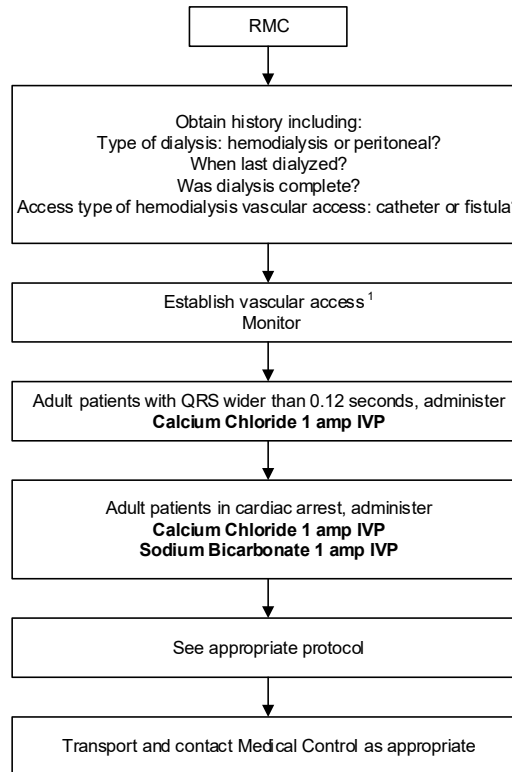 RMC
Obtain history including:
Type of dialysis: hemodialysis or peritoneal?
When last dialyzed?
Was dialysis complete?
Access type of hemodialysis vascular access: catheter or fistula?
Establish vascular access 1
Monitor
Adult patients with QRS wider than 0.12 seconds, administer
Calcium Chloride 1 amp IVP
Adult patients in cardiac arrest, administer
Calcium Chloride 1 amp IVP
Sodium Bicarbonate 1 amp IVP
See appropriate protocol
Transport and contact Medical Control as appropriate